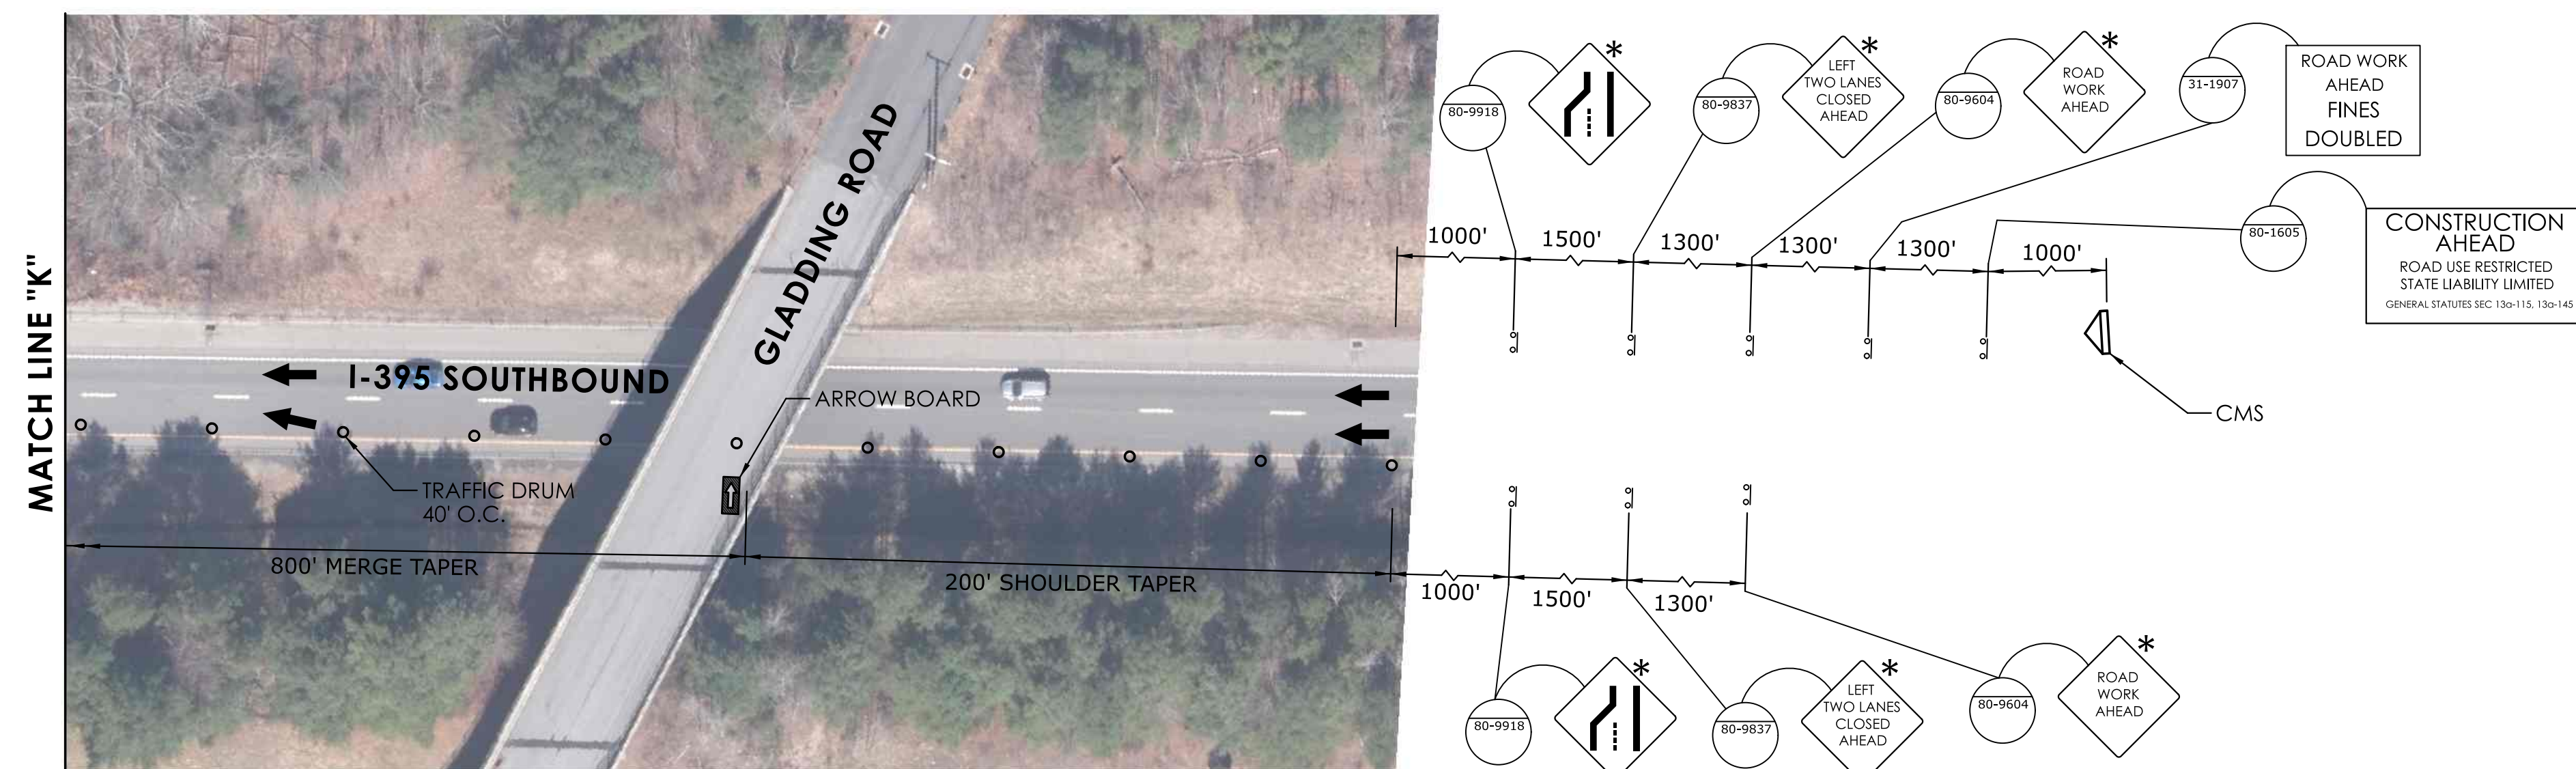 MATCH LINE "K"
I-395 SOUTHBOUND
GLADDING ROAD
ARROW BOARD
TRAFFIC DRUM
40' O.C.
800' MERGE TAPER
200' SHOULDER TAPER
80-9918
*
80-9837
LEFT
TWO LANES
CLOSED
AHEAD
*
80-9604
ROAD
WORK
AHEAD
*
31-1907
ROAD WORK
AHEAD
FINES
DOUBLED
80-1605
CONSTRUCTION
AHEAD
ROAD USE RESTRICTED
STATE LIABILITY LIMITED
GENERAL STATUTES SEC 13a-115, 13a-145
1000'
1500'
1300'
1300'
1300'
1000'
CMS
1000'
1500'
1300'
80-9918
*
80-9837
LEFT
TWO LANES
CLOSED
AHEAD
*
80-9604
ROAD
WORK
AHEAD
*